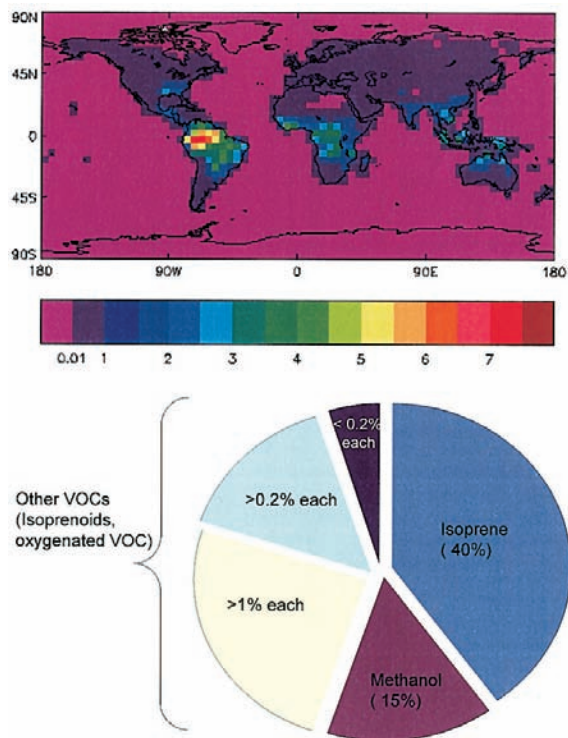 90N
45N
0
45S
90S
180 90W 0 90E 180
0.01 1 2 3 4 5 6 7
< 0.2%
each
>0.2% each
Isoprene
( 40%)
Other VOCs
(Isoprenoids,
oxygenated VOC)
>1% each
Methanol
( 15%)